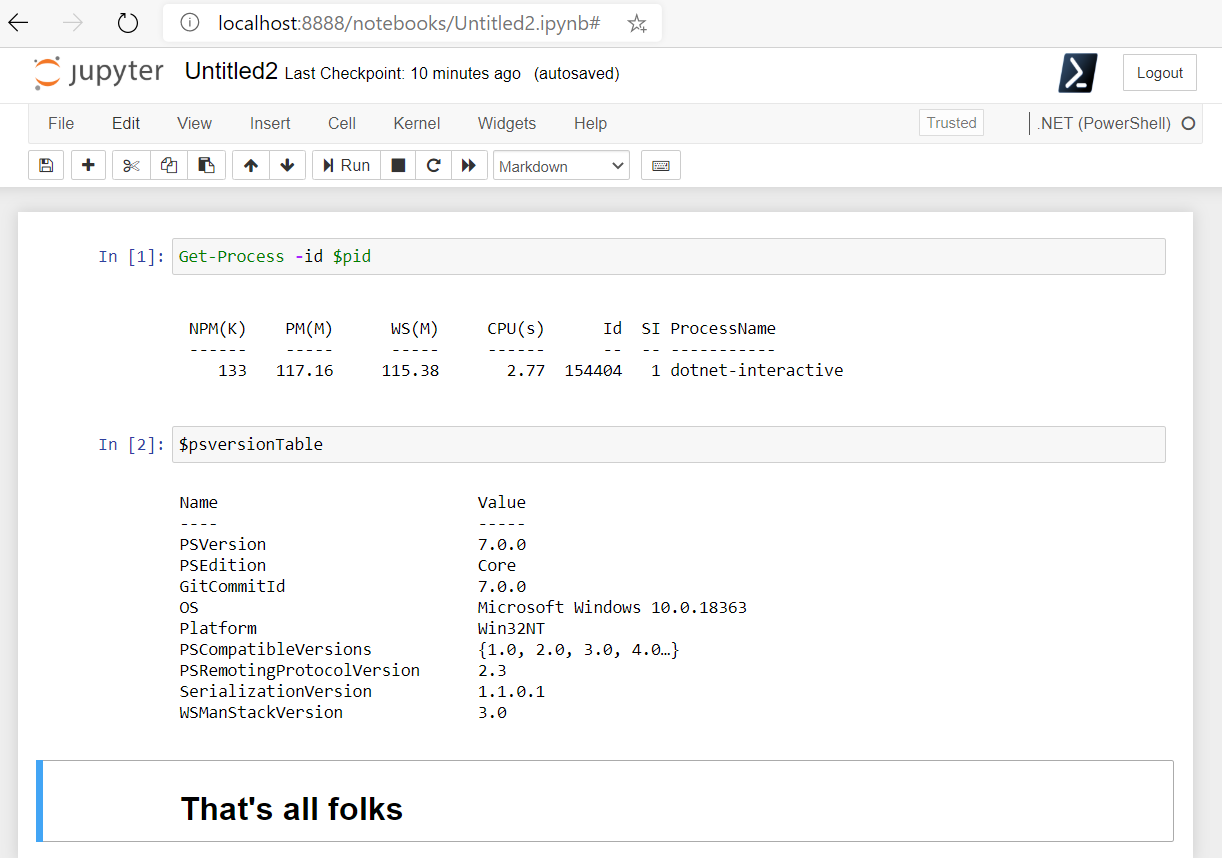 localhost:8888/notebooks/Untitled2.ipynb#
jupyter Untitled2 Last Checkpoint: 10 minutes ago (autosaved) Logout
File Edit View Insert Cell Kernel Widgets Help Trusted .NET (PowerShell)
Run Markdown
In [1]: Get-Process -id $pid
NPM(K) PM(M) WS(M) CPU(s) Id SI ProcessName
------ ----- ----- ------ -- -- -----------
133 117.16 115.38 2.77 154404 1 dotnet-interactive
In [2]: $psversionTable
Name Value
---- -----
PSVersion 7.0.0
PSEdition Core
GitCommitId 7.0.0
OS Microsoft Windows 10.0.18363
Platform Win32NT
PSCompatibleVersions {1.0, 2.0, 3.0, 4.0…}
PSRemotingProtocolVersion 2.3
SerializationVersion 1.1.0.1
WSManStackVersion 3.0
That's all folks